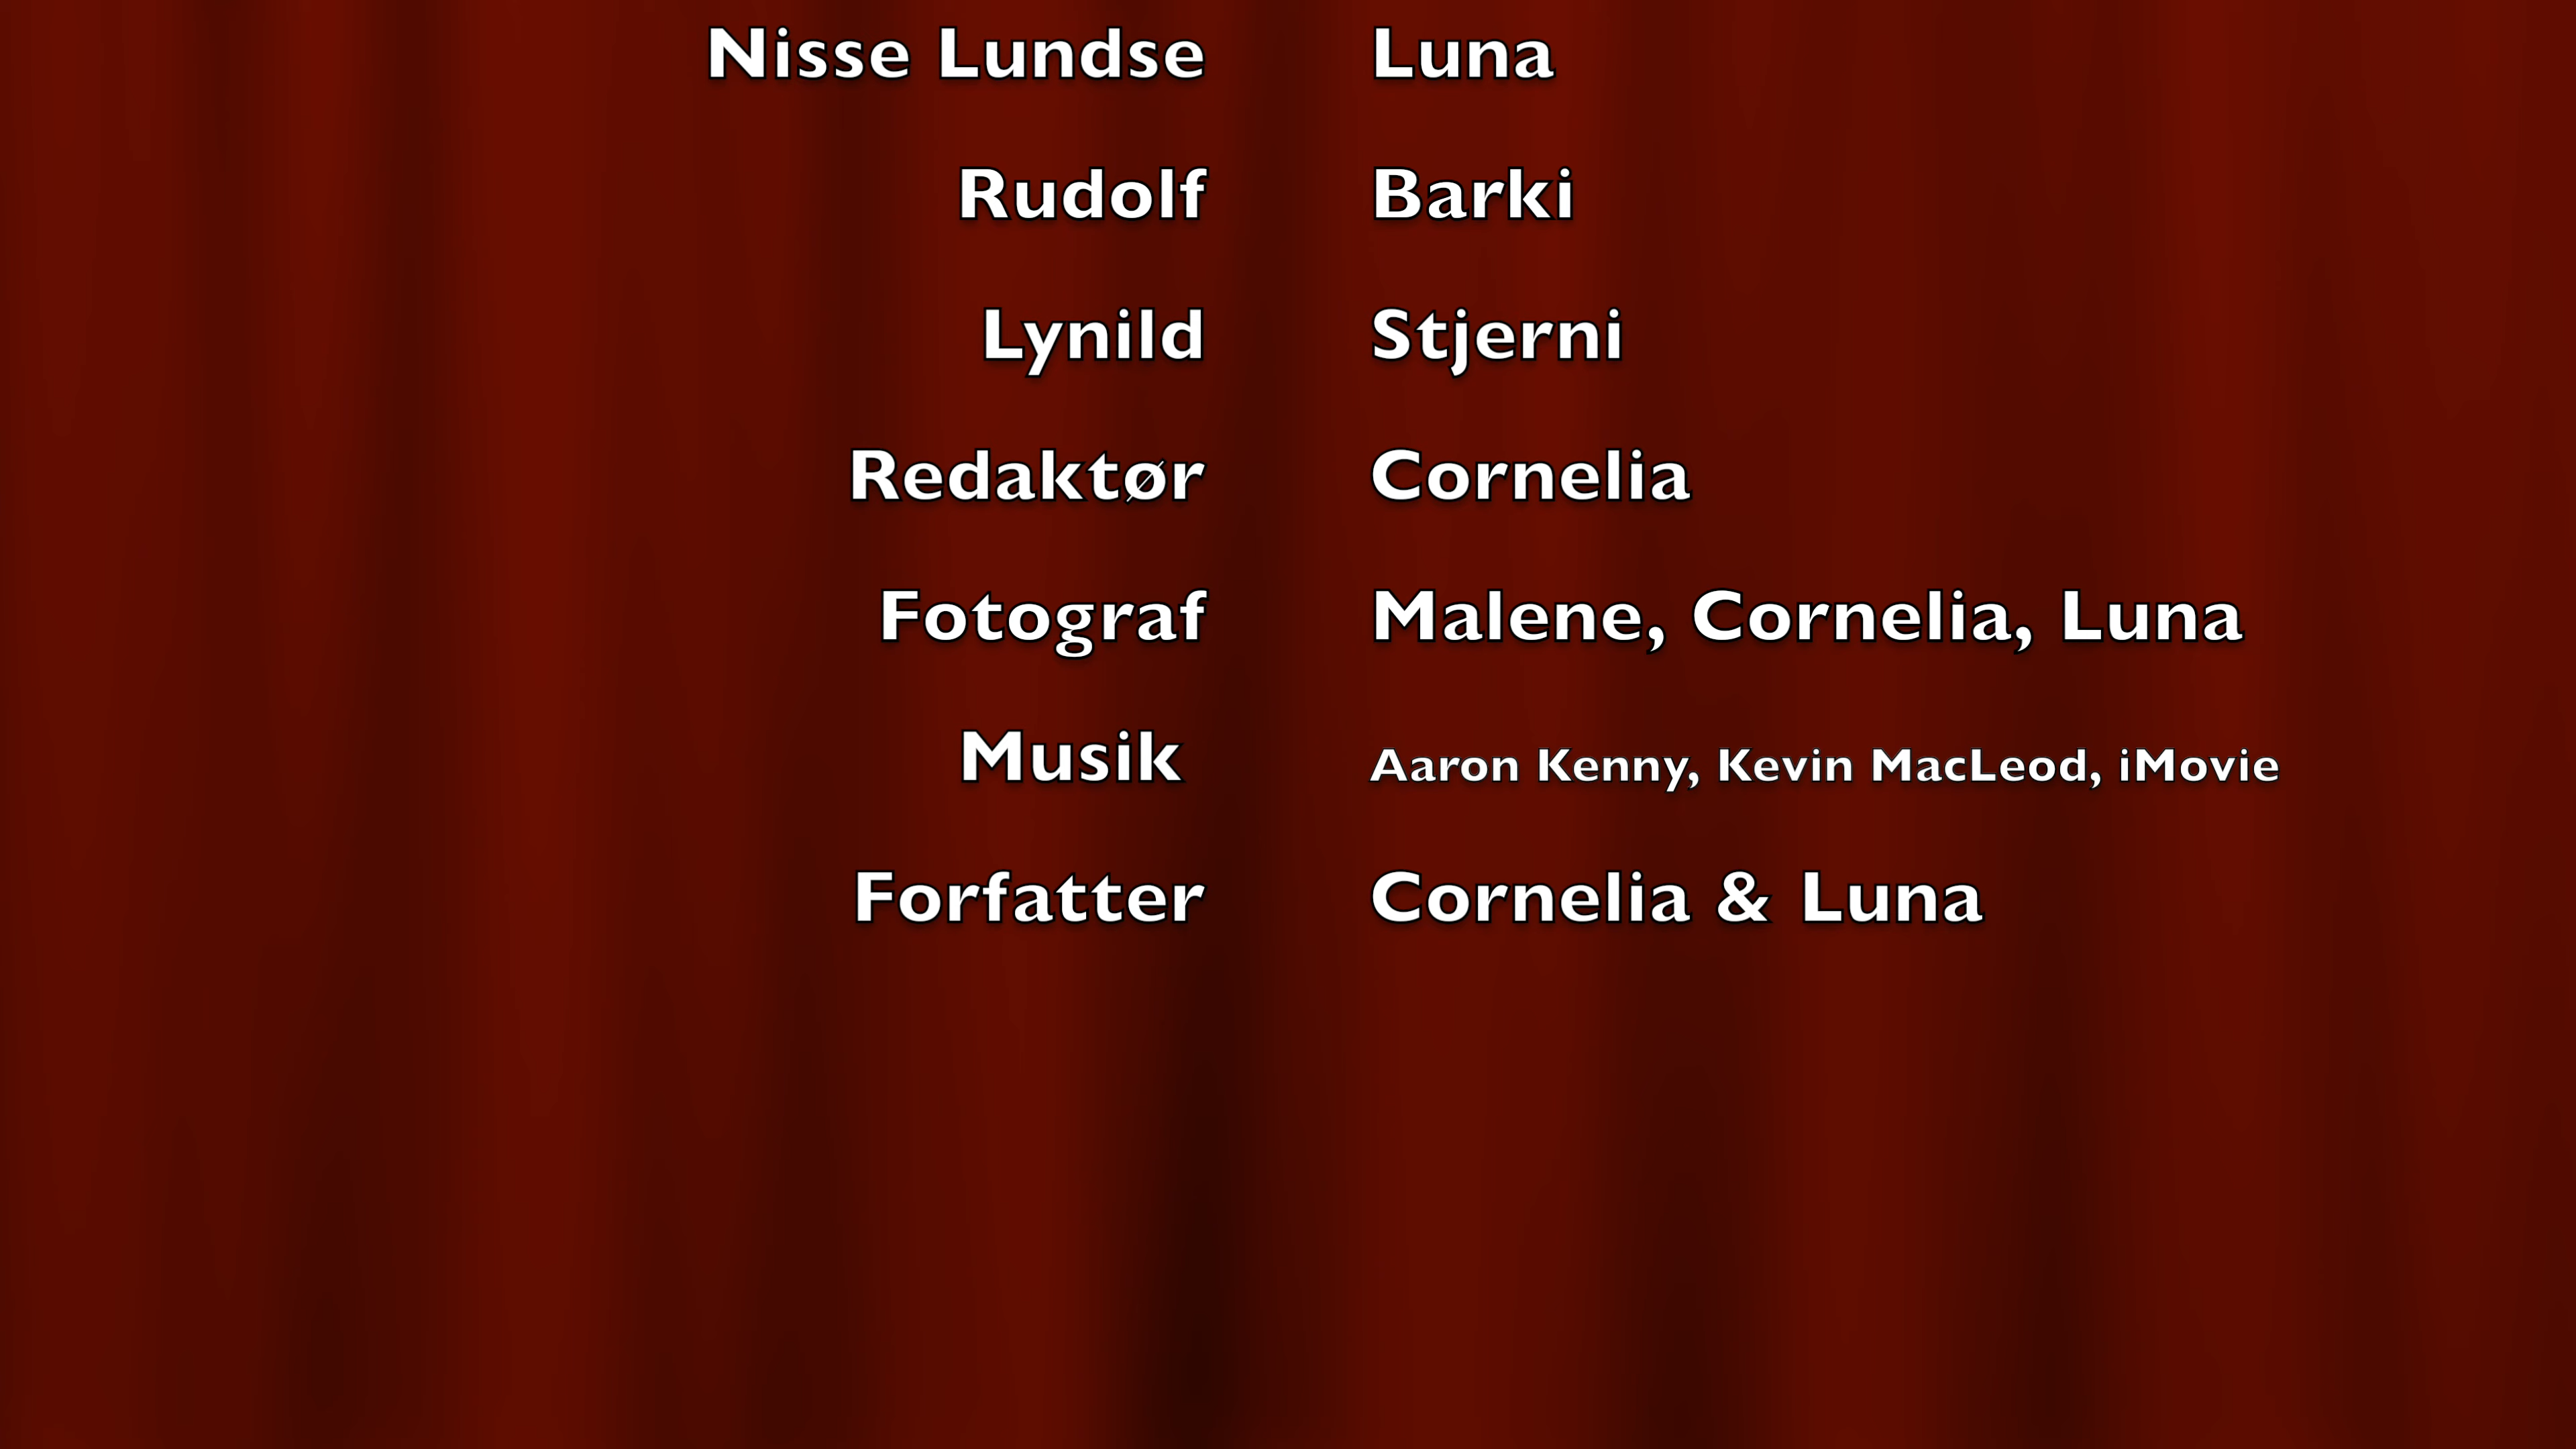 Nisse Lundse Luna
Rudolf Barki
Lynild Stjerni
Redaktør Cornelia
Fotograf Malene, Cornelia, Luna
Musik Aaron Kenny, Kevin MacLeod, iMovie
Forfatter Cornelia & Luna